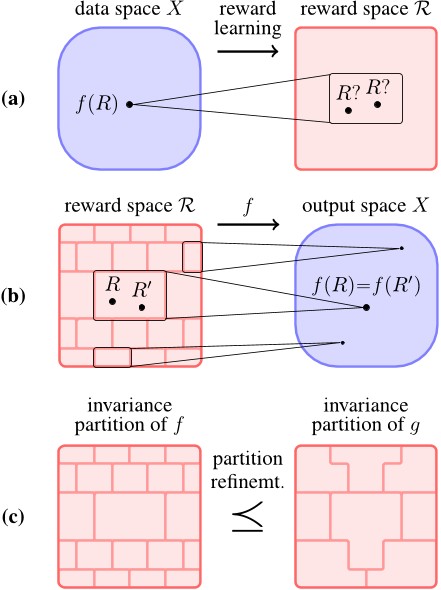 data space X
reward
learning
reward space ℛ
(a)
f(R)
R?
R?
reward space ℛ
f
output space X
(b)
R
R′
f(R)=f(R′)
invariance
partition of f
invariance
partition of g
partition
refinemt.
(c)
⪯